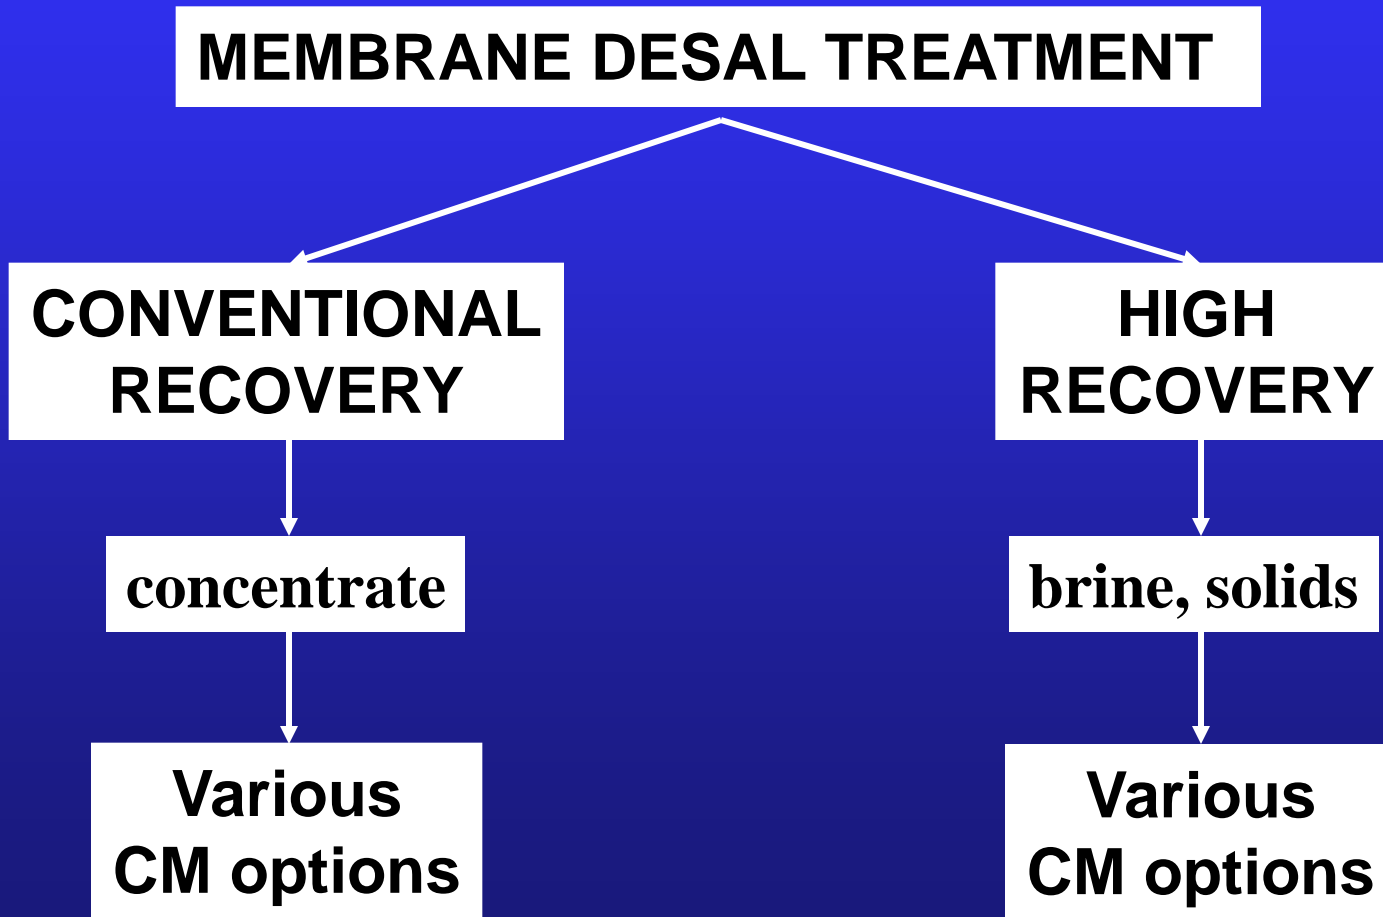 MEMBRANE DESAL TREATMENT
CONVENTIONAL
RECOVERY
HIGH
RECOVERY
concentrate
brine, solids
Various
CM options
Various
CM options